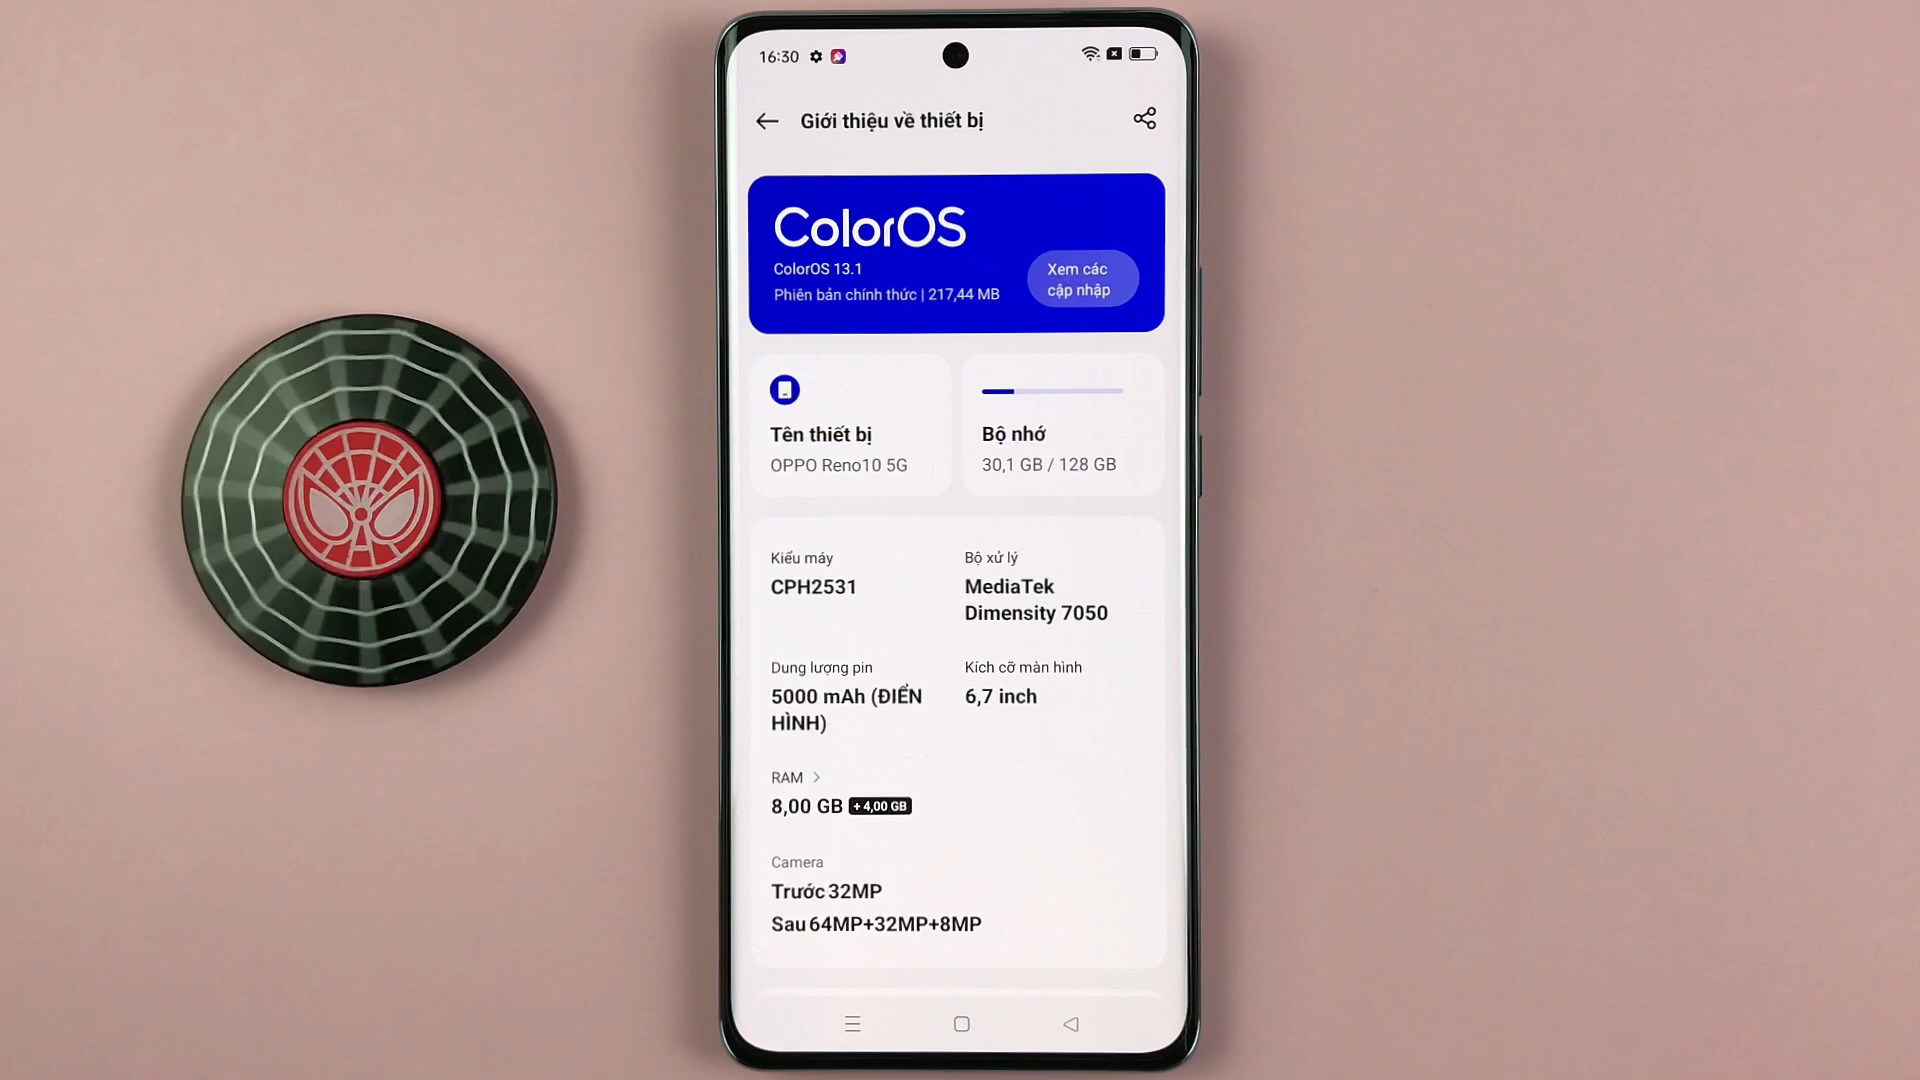 16:30
Giới thiệu về thiết bị
ColorOS
ColorOS 13.1
Phiên bản chính thức | 217,44 MB
Xem các
cập nhập
Tên thiết bị
OPPO Reno10 5G
Bộ nhớ
30,1 GB / 128 GB
Kiểu máy
CPH2531
Bộ xử lý
MediaTek
Dimensity 7050
Dung lượng pin
5000 mAh (ĐIỂN
HÌNH)
Kích cỡ màn hình
6,7 inch
RAM
8,00 GB +4,00 GB
Camera
Trước 32MP
Sau 64MP+32MP+8MP